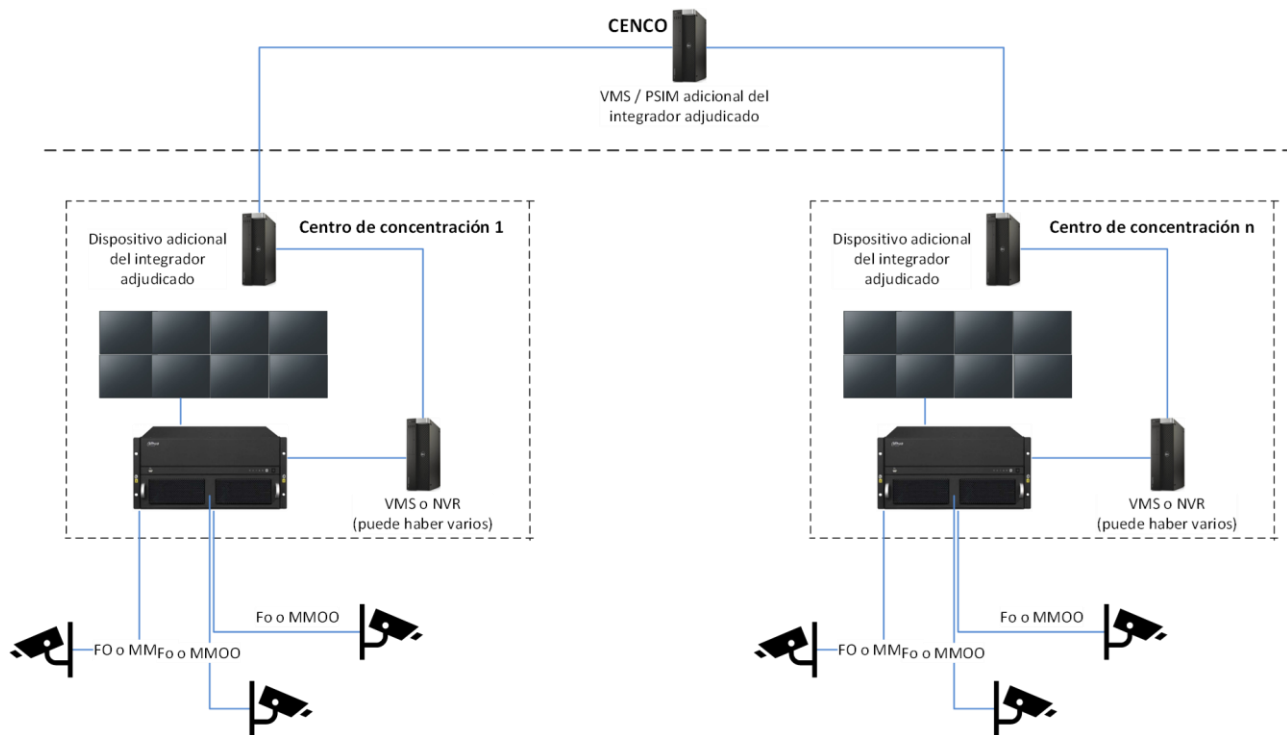 CENCO
VMS / PSIM adicional del
integrador adjudicado
Centro de concentración 1
Dispositivo adicional
del integrador
adjudicado
VMS o NVR
(puede haber varios)
Fo o MMOO
FO o MM
Fo o MMOO
Centro de concentración n
Dispositivo adicional
del integrador
adjudicado
VMS o NVR
(puede haber varios)
Fo o MMOO
FO o MM
Fo o MMOO